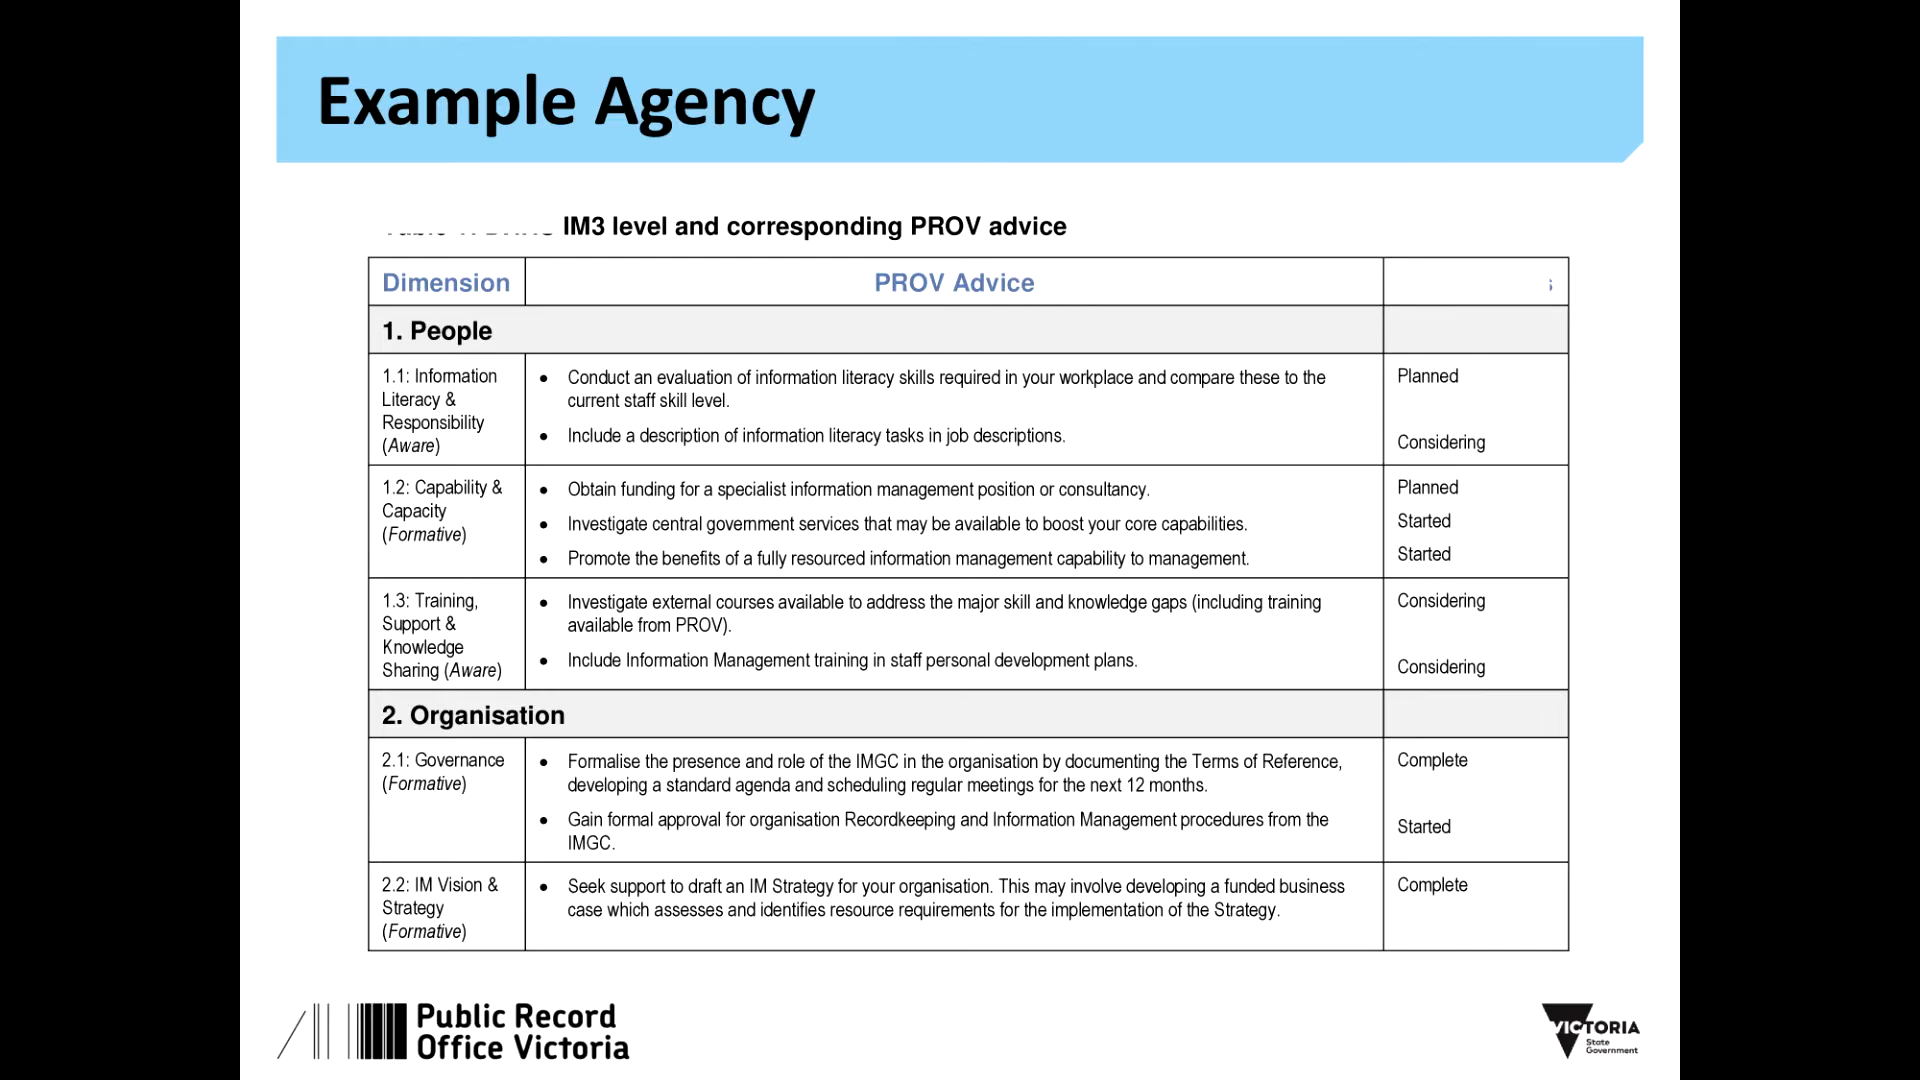 Example Agency
IM3 level and corresponding PROV advice
Dimension PROV Advice
1. People
1.1: Information
Literacy &
Responsibility
(Aware)
• Conduct an evaluation of information literacy skills required in your workplace and compare these to the
current staff skill level.
• Include a description of information literacy tasks in job descriptions.
Planned
Considering
1.2: Capability &
Capacity
(Formative)
• Obtain funding for a specialist information management position or consultancy.
• Investigate central government services that may be available to boost your core capabilities.
• Promote the benefits of a fully resourced information management capability to management.
Planned
Started
Started
1.3: Training,
Support &
Knowledge
Sharing (Aware)
• Investigate external courses available to address the major skill and knowledge gaps (including training
available from PROV).
• Include Information Management training in staff personal development plans.
Considering
Considering
2. Organisation
2.1: Governance
(Formative)
• Formalise the presence and role of the IMGC in the organisation by documenting the Terms of Reference,
developing a standard agenda and scheduling regular meetings for the next 12 months.
• Gain formal approval for organisation Recordkeeping and Information Management procedures from the
IMGC.
Complete
Started
2.2: IM Vision &
Strategy
(Formative)
• Seek support to draft an IM Strategy for your organisation. This may involve developing a funded business
case which assesses and identifies resource requirements for the implementation of the Strategy.
Complete
Public Record
Office Victoria
VICTORIA
State
Government